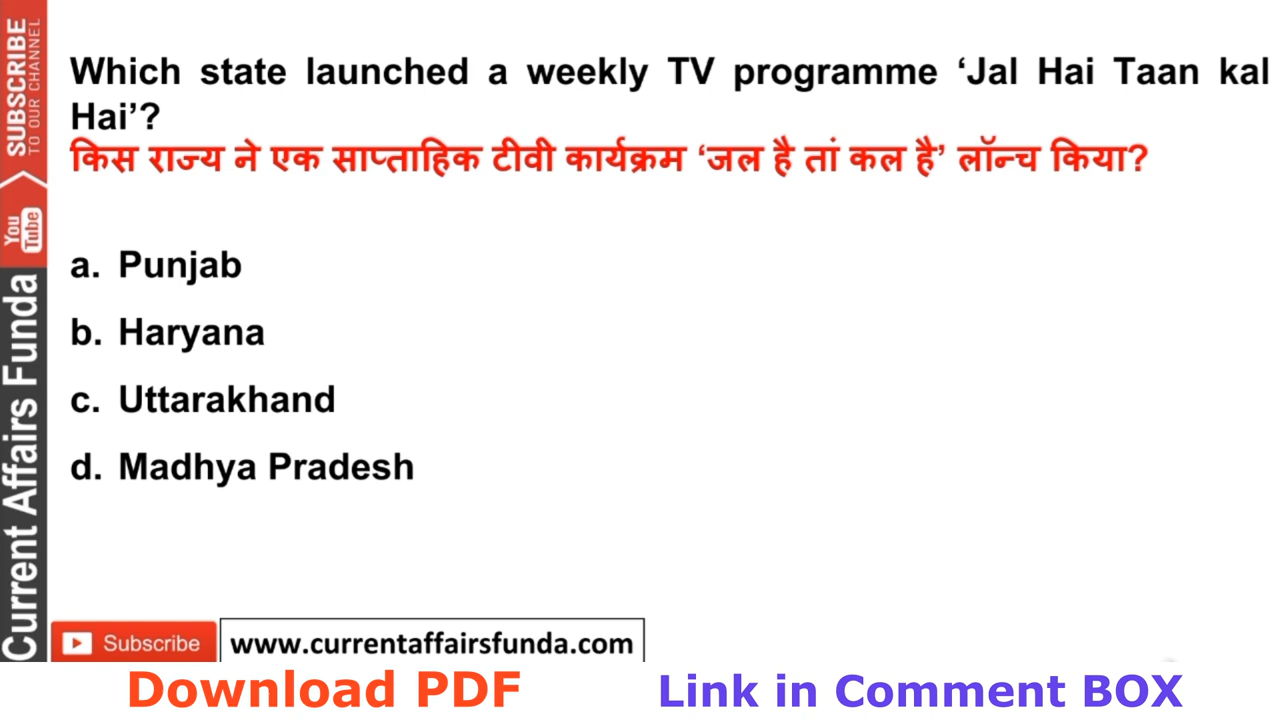 Which state launched a weekly TV programme ‘Jal Hai Taan kal
Hai’?
किस राज्य ने एक साप्ताहिक टीवी कार्यक्रम ‘जल है तां कल है’ लॉन्च किया?
a. Punjab
b. Haryana
c. Uttarakhand
d. Madhya Pradesh
SUBSCRIBE
TO OUR CHANNEL
You
Tube
Current Affairs Funda
Subscribe
www.currentaffairsfunda.com
Download PDF
Link in Comment BOX